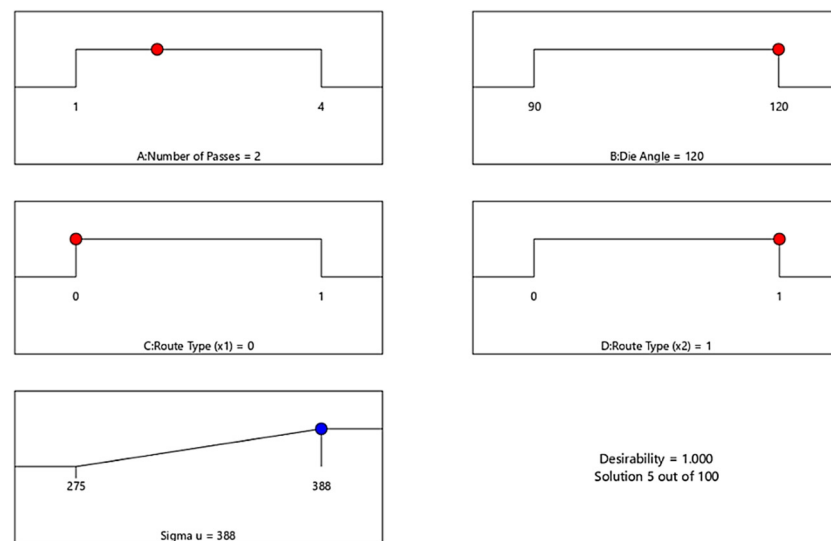 1 4
A:Number of Passes = 2
90 120
B:Die Angle = 120
0 1
C:Route Type (x1) = 0
0 1
D:Route Type (x2) = 1
275 388
Sigma u = 388
Desirability = 1.000
Solution 5 out of 100